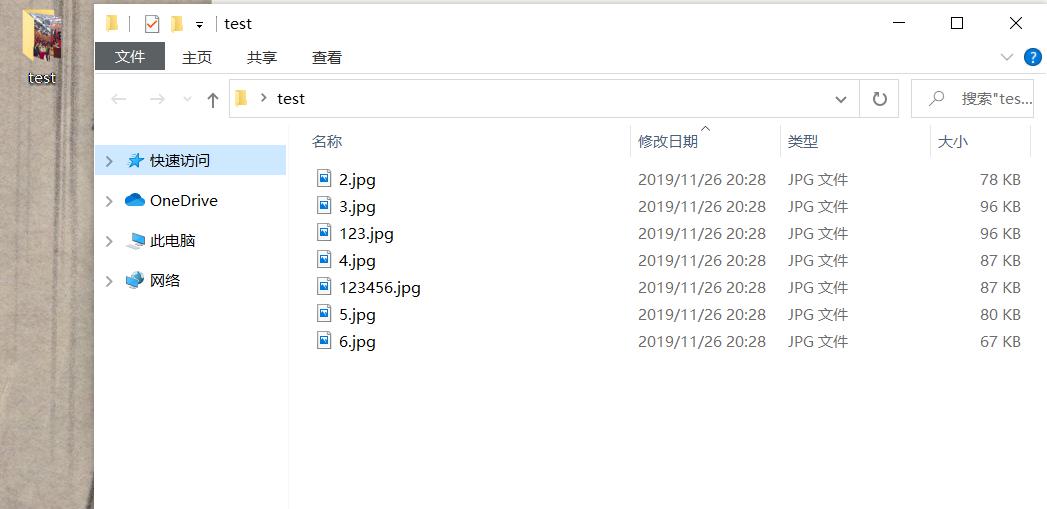 test
test
文件 主页 共享 查看
test 搜索"tes...
名称 修改日期 类型 大小
快速访问
OneDrive
此电脑
网络
2.jpg 2019/11/26 20:28 JPG 文件 78 KB
3.jpg 2019/11/26 20:28 JPG 文件 96 KB
123.jpg 2019/11/26 20:28 JPG 文件 96 KB
4.jpg 2019/11/26 20:28 JPG 文件 87 KB
123456.jpg 2019/11/26 20:28 JPG 文件 87 KB
5.jpg 2019/11/26 20:28 JPG 文件 80 KB
6.jpg 2019/11/26 20:28 JPG 文件 67 KB